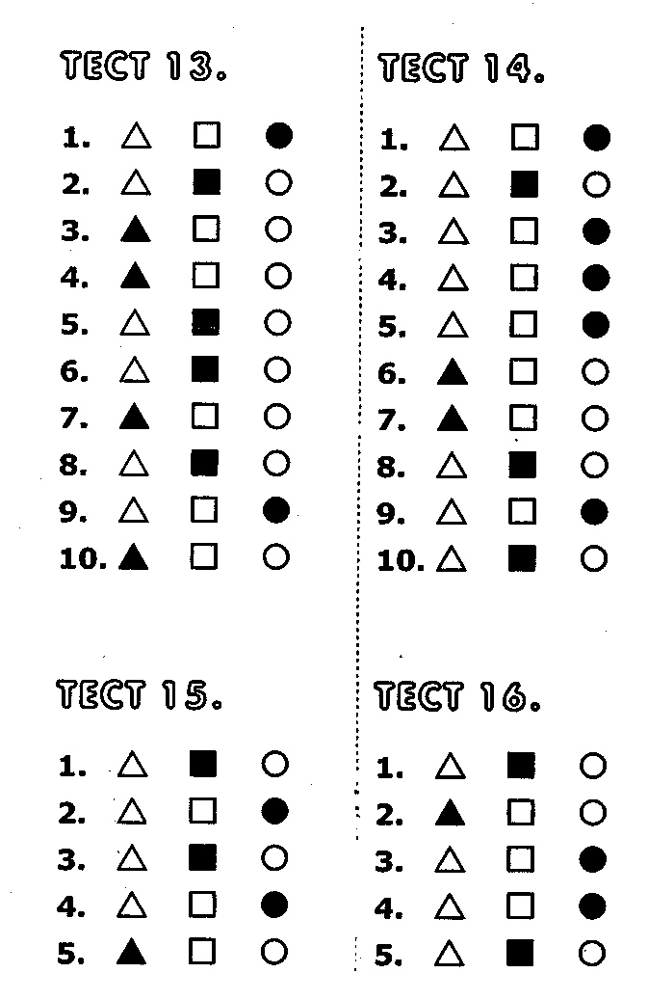 ТЕСТ 13.
1. △ □ ●
2. △ ■ ○
3. ▲ □ ○
4. ▲ □ ○
5. △ ■ ○
6. △ ■ ○
7. ▲ □ ○
8. △ ■ ○
9. △ □ ●
10. ▲ □ ○
ТЕСТ 14.
1. △ □ ●
2. △ ■ ○
3. △ □ ●
4. △ □ ●
5. △ □ ●
6. ▲ □ ○
7. ▲ □ ○
8. △ ■ ○
9. △ □ ●
10. △ ■ ○
ТЕСТ 15.
1. △ ■ ○
2. △ □ ●
3. △ ■ ○
4. △ □ ●
5. ▲ □ ○
ТЕСТ 16.
1. △ ■ ○
2. ▲ □ ○
3. △ □ ●
4. △ □ ●
5. △ ■ ○